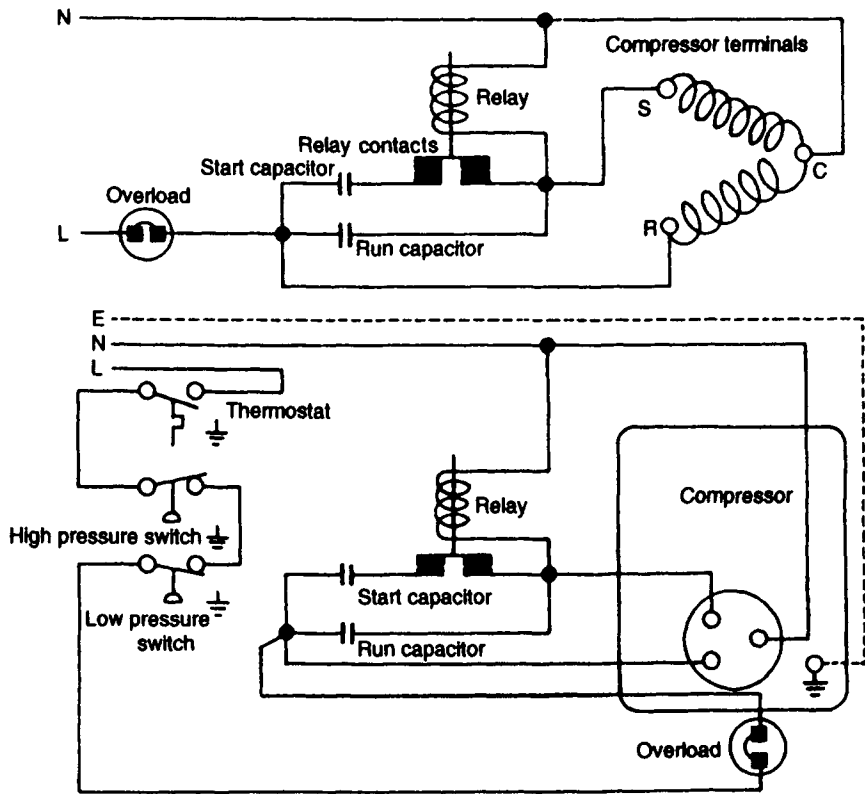 N
Compressor terminals
Relay
S
Relay contacts
Start capacitor
C
Overload
L
R
Run capacitor
E
N
L
Thermostat
Compressor
Relay
High pressure switch
Start capacitor
Low pressure
switch
Run capacitor
Overload